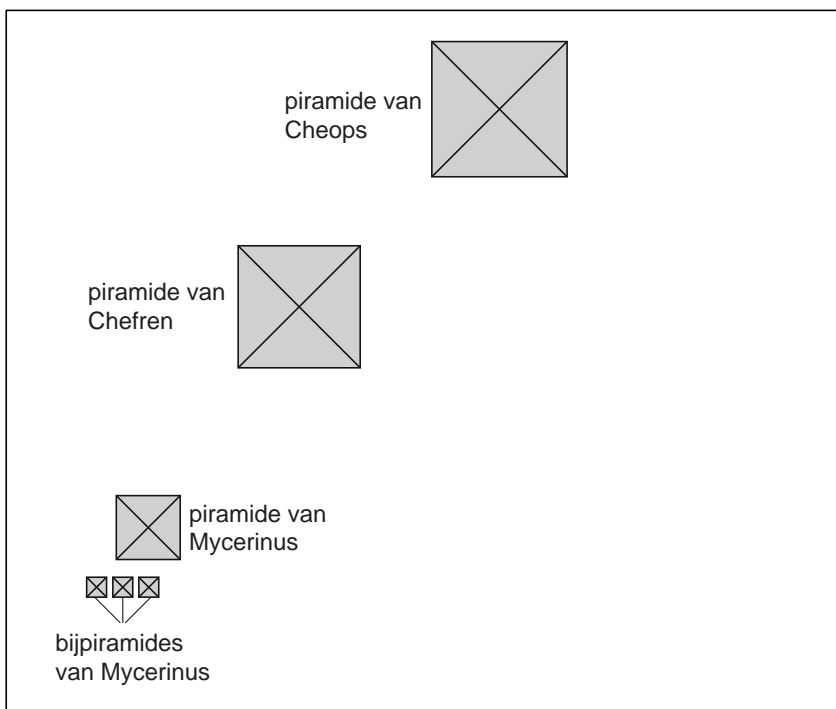 piramide van
Cheops
piramide van
Chefren
piramide van
Mycerinus
bijpiramides
van Mycerinus